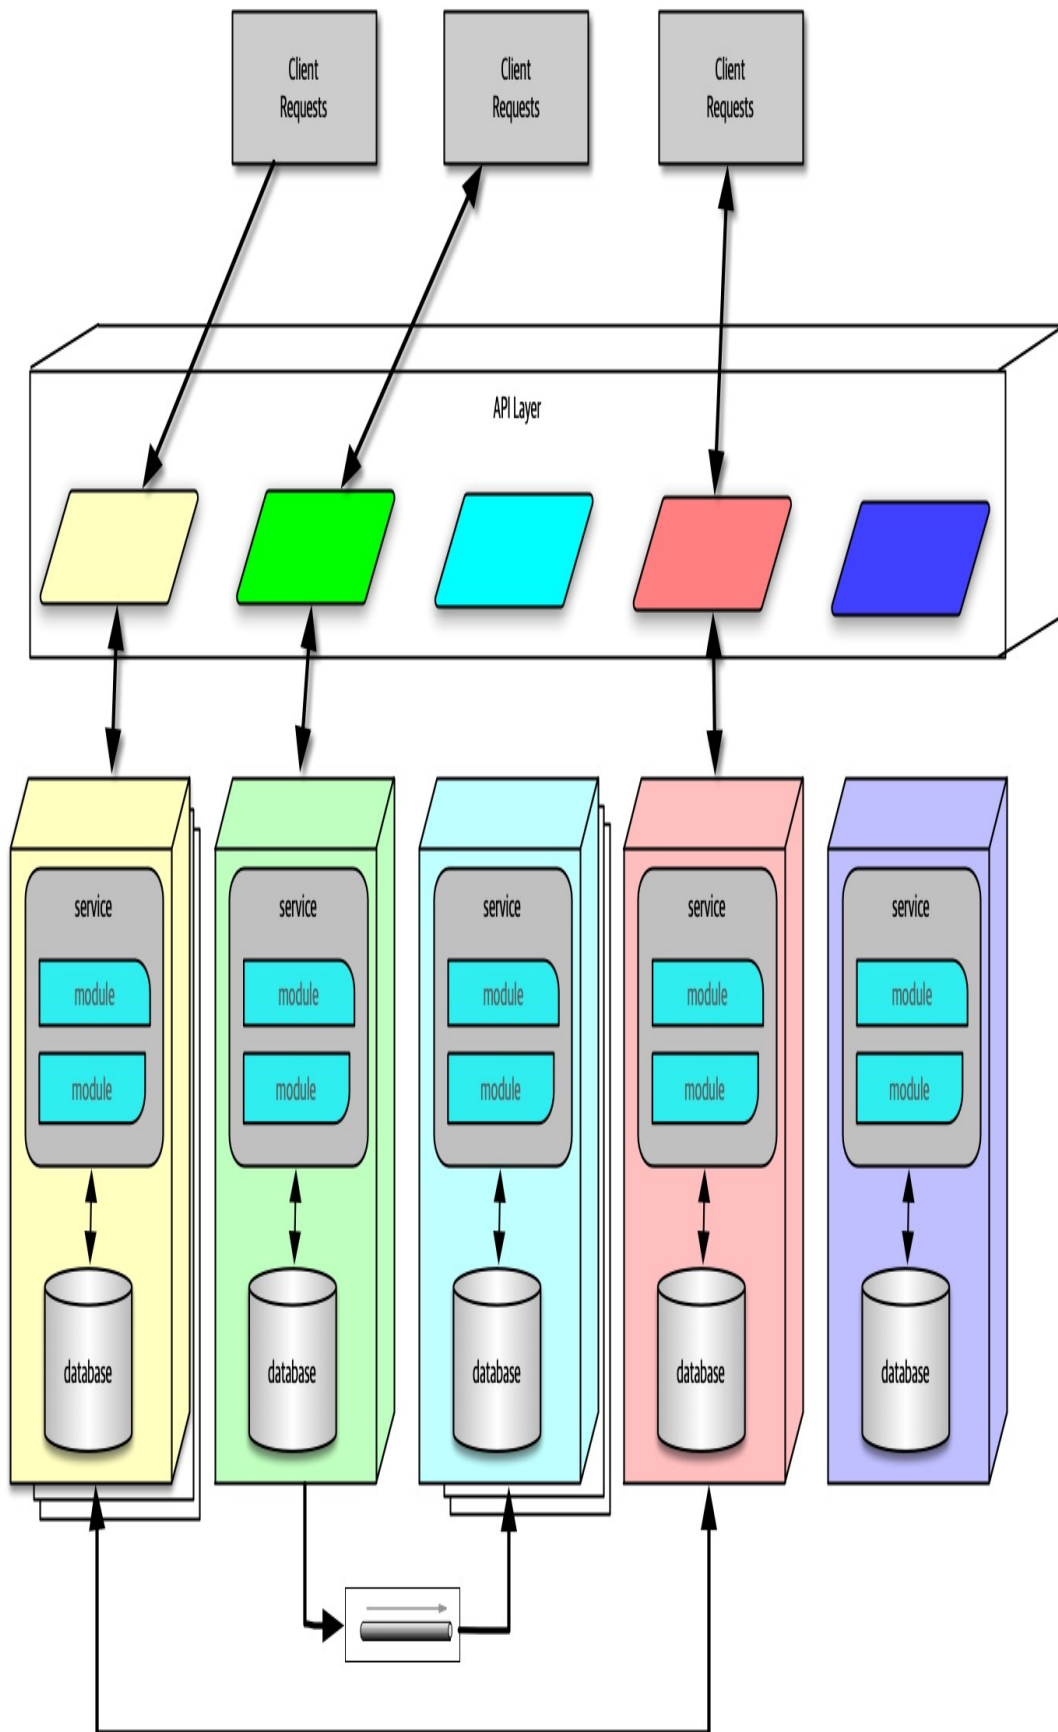 Client
Requests
Client
Requests
Client
Requests
API Layer
service
service
service
service
service
module
module
module
module
module
module
module
module
module
module
database
database
database
database
database